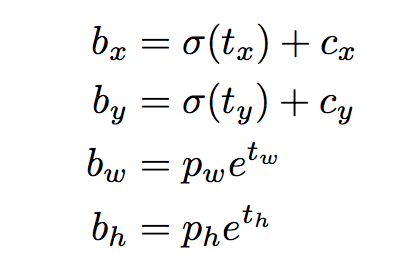 b_x = σ(t_x) + c_x
b_y = σ(t_y) + c_y
b_w = p_w e^{t_w}
b_h = p_h e^{t_h}